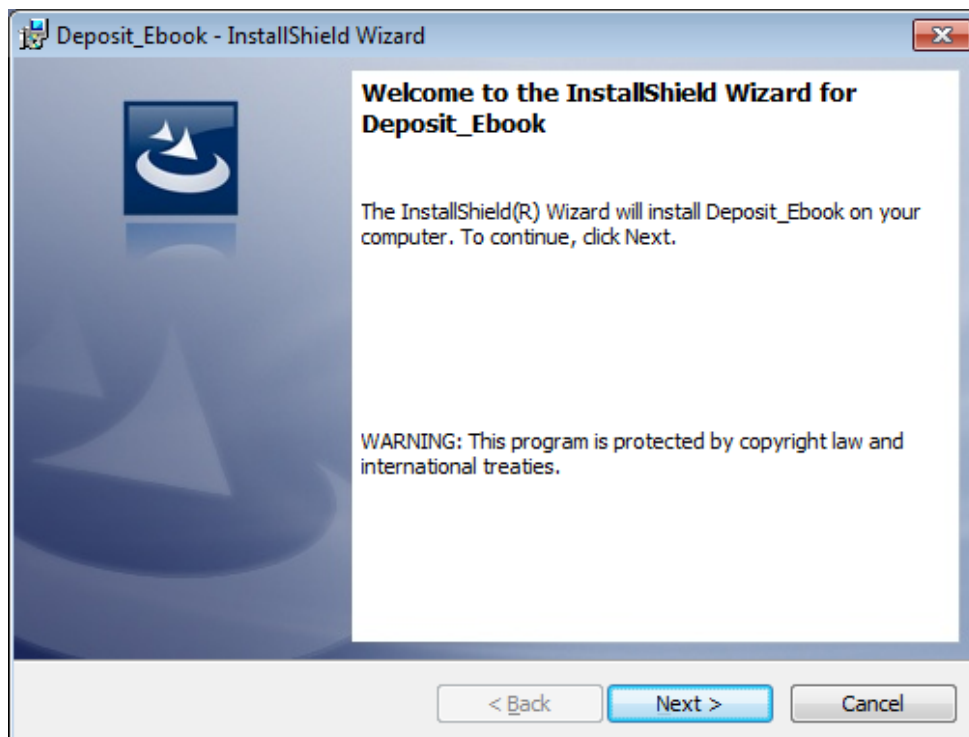 Deposit_Ebook - InstallShield Wizard
Welcome to the InstallShield Wizard for
Deposit_Ebook
The InstallShield(R) Wizard will install Deposit_Ebook on your
computer. To continue, click Next.
WARNING: This program is protected by copyright law and
international treaties.
< Back
Next >
Cancel